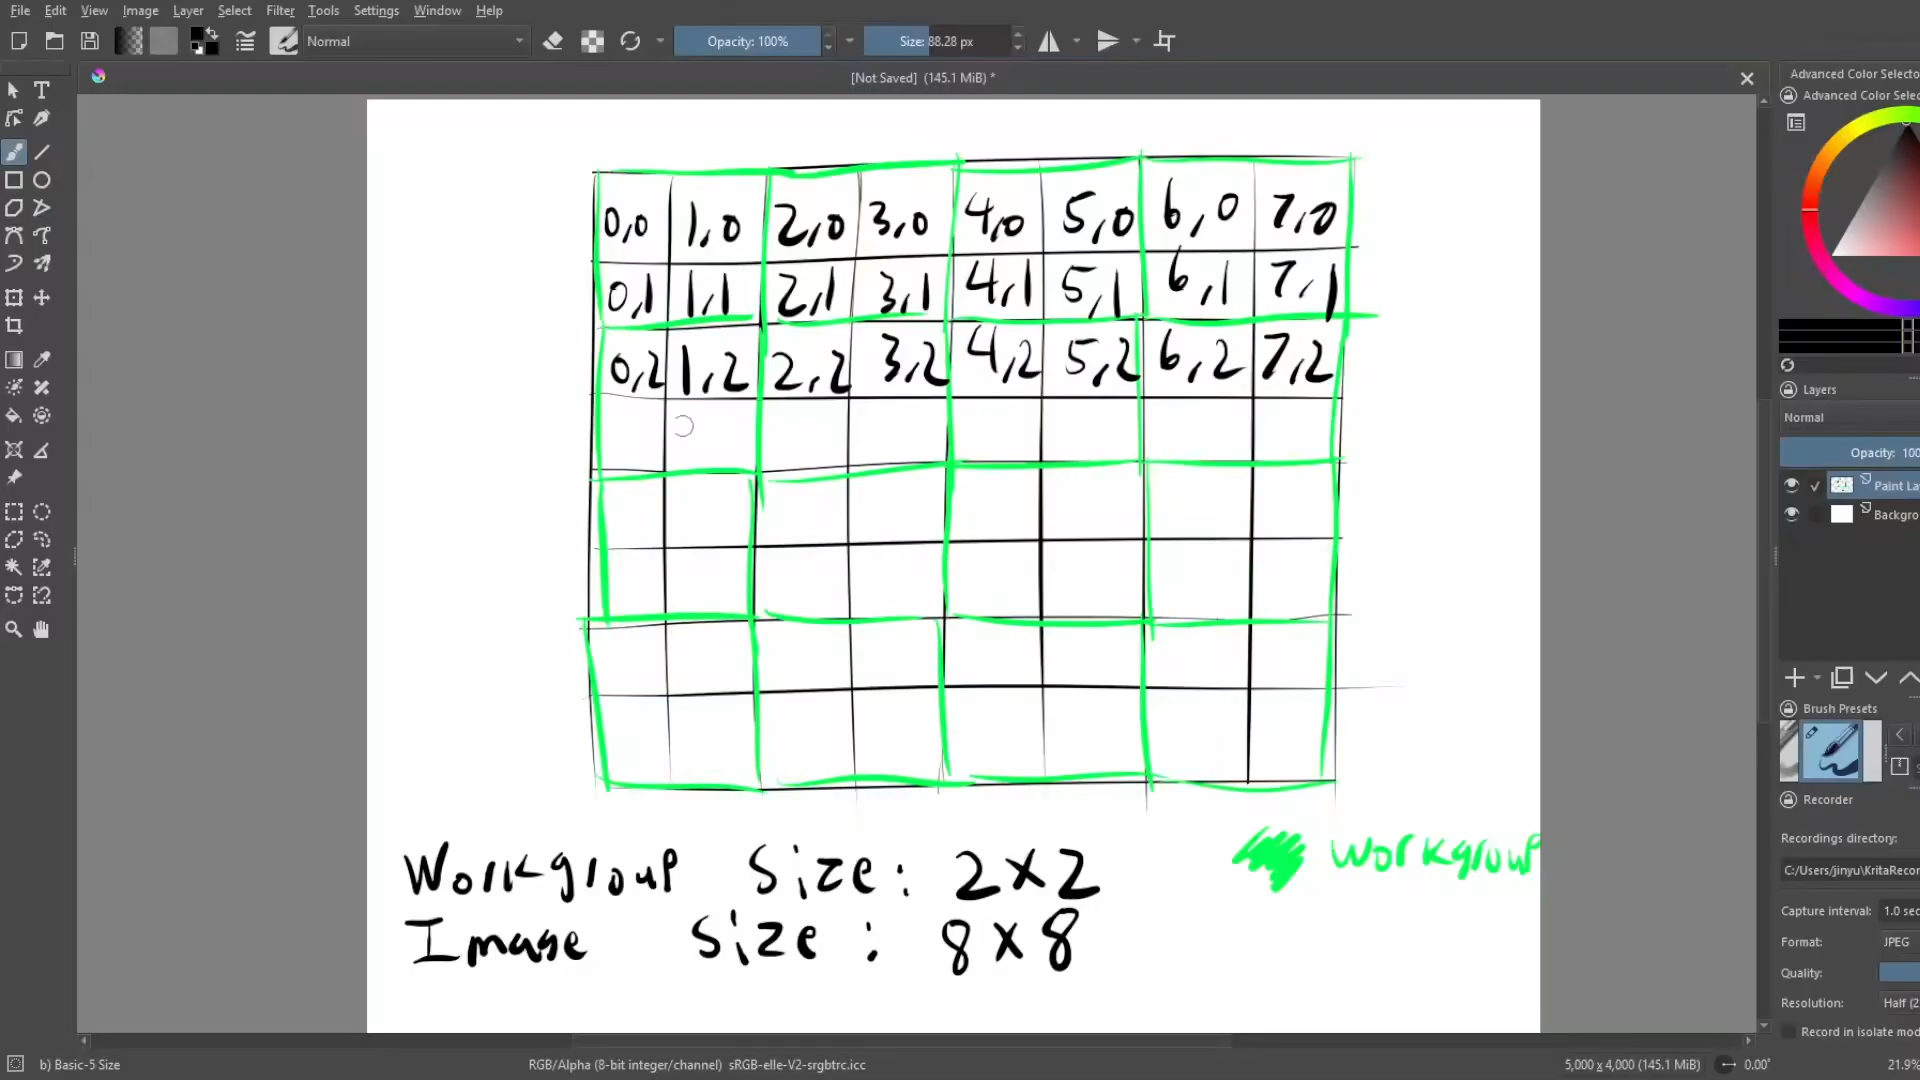 File Edit View Image Layer Select Filter Tools Settings Window Help
Normal
Opacity: 100%
Size: 88.28 px
[Not Saved] (145.1 MiB) *
Advanced Color Selecto
Advanced Color Selec
0,0 1,0 2,0 3,0 4,0 5,0 6,0 7,0
0,1 1,1 2,1 3,1 4,1 5,1 6,1 7,1
0,2 1,2 2,2 3,2 4,2 5,2 6,2 7,2
Workgroup Size: 2x2
Image Size: 8x8
Workgroup
Layers
Normal
Opacity: 100
Paint La
Backgro
Brush Presets
Recorder
Recordings directory:
C:/Users/jinyu/KritaRecor
Capture interval: 1.0 sec
Format: JPEG
Quality:
Resolution: Half (2
Record in isolate mod
b) Basic-5 Size
RGB/Alpha (8-bit integer/channel) sRGB-elle-V2-srgbtrc.icc
5,000 x 4,000 (145.1 MiB)
0.00°
21.9%